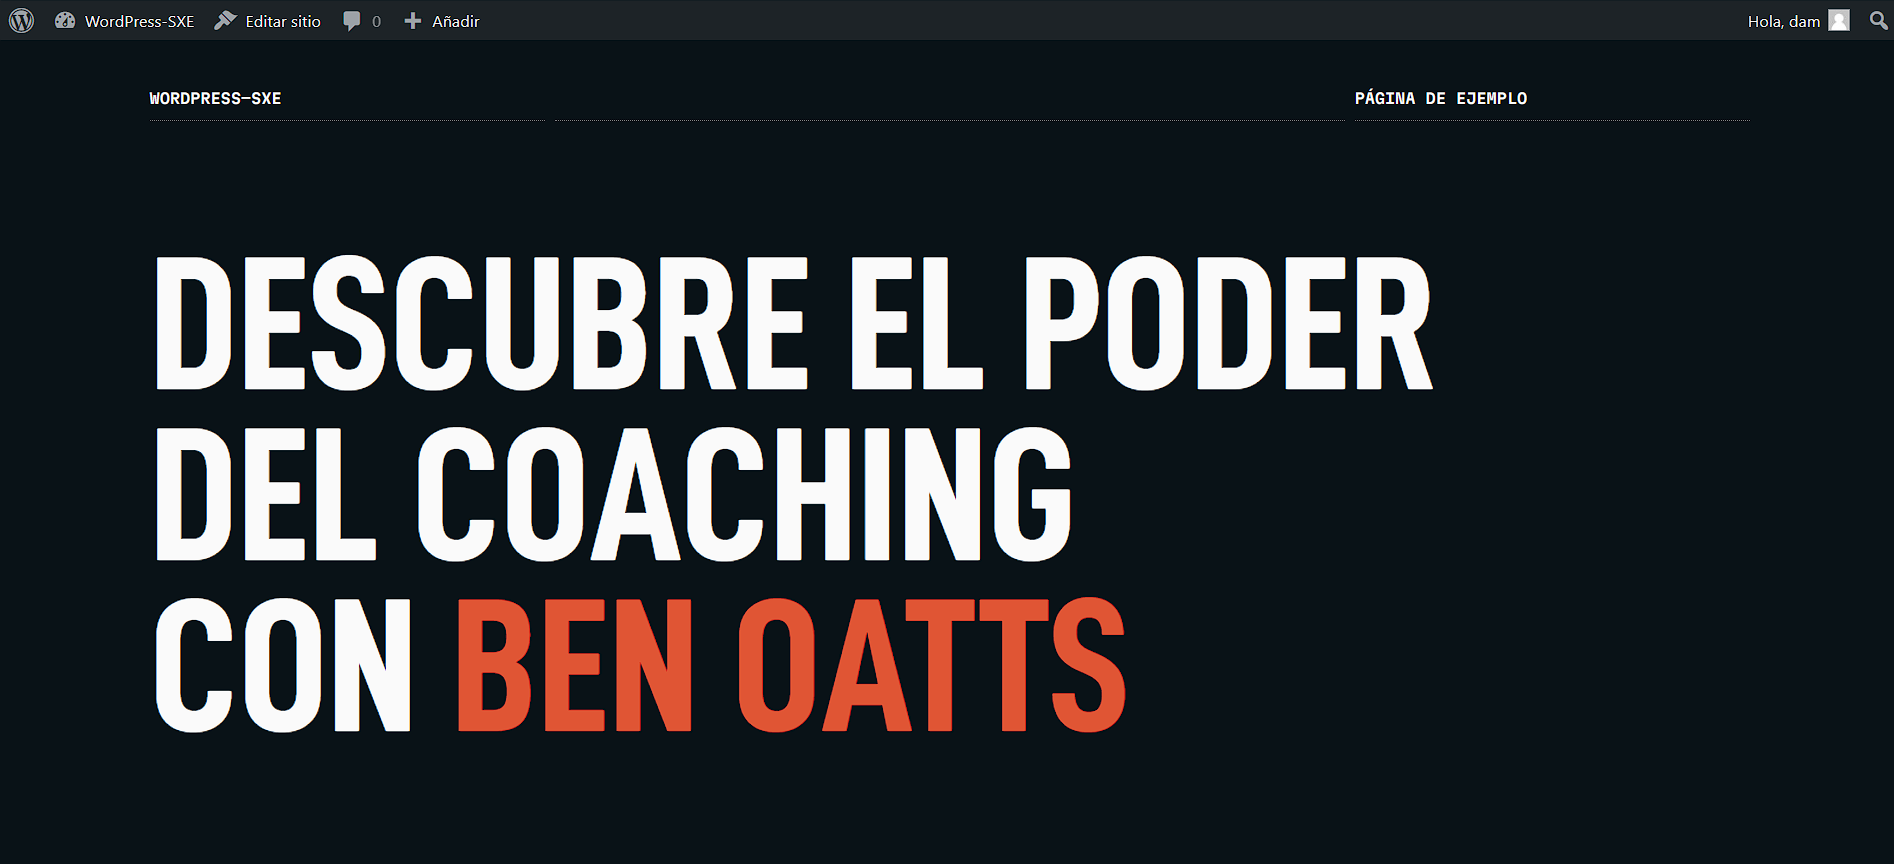 WordPress-SXE Editar sitio 0 Añadir Hola, dam
WORDPRESS-SXE PÁGINA DE EJEMPLO
DESCUBRE EL PODER
DEL COACHING
CON BEN OATTS